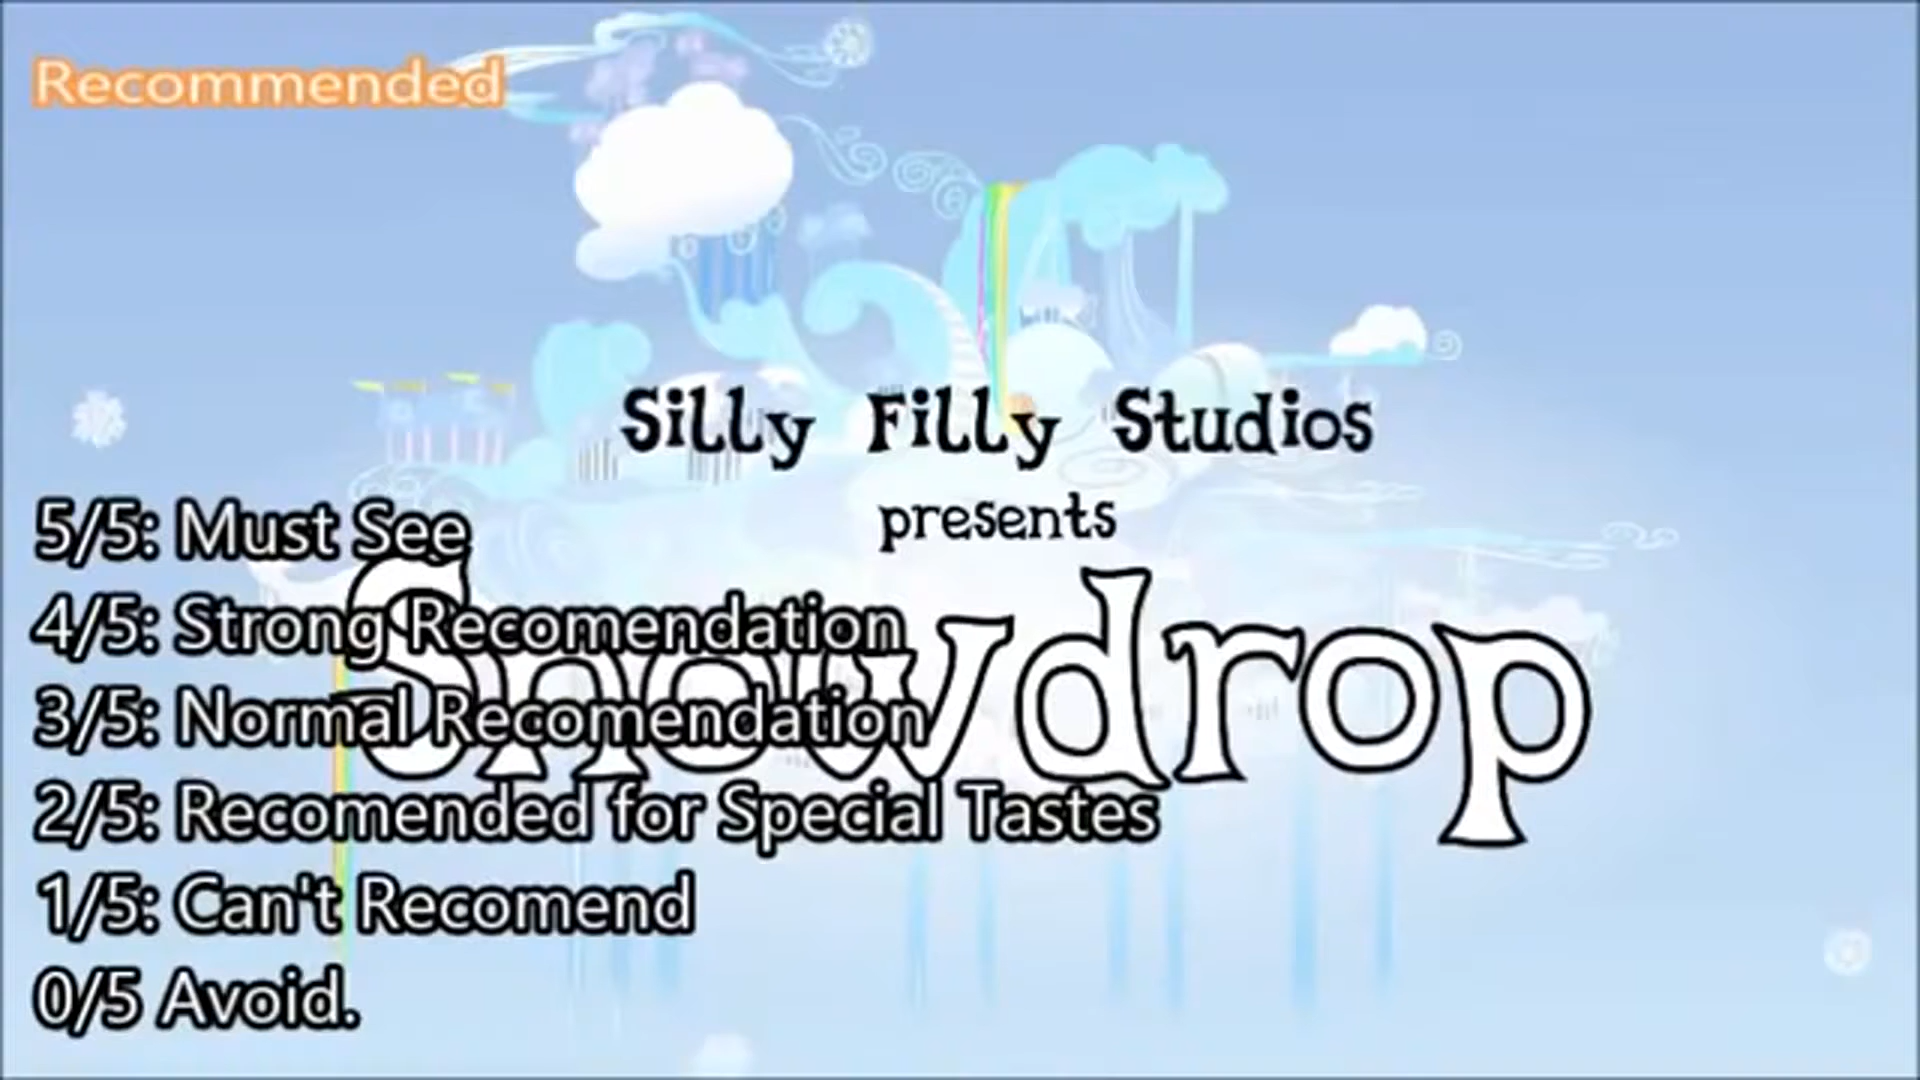 Recommended
Silly Filly Studios
presents
Snowdrop
5/5: Must See
4/5: Strong Recomendation
3/5: Normal Recomendation
2/5: Recomended for Special Tastes
1/5: Can't Recomend
0/5 Avoid.